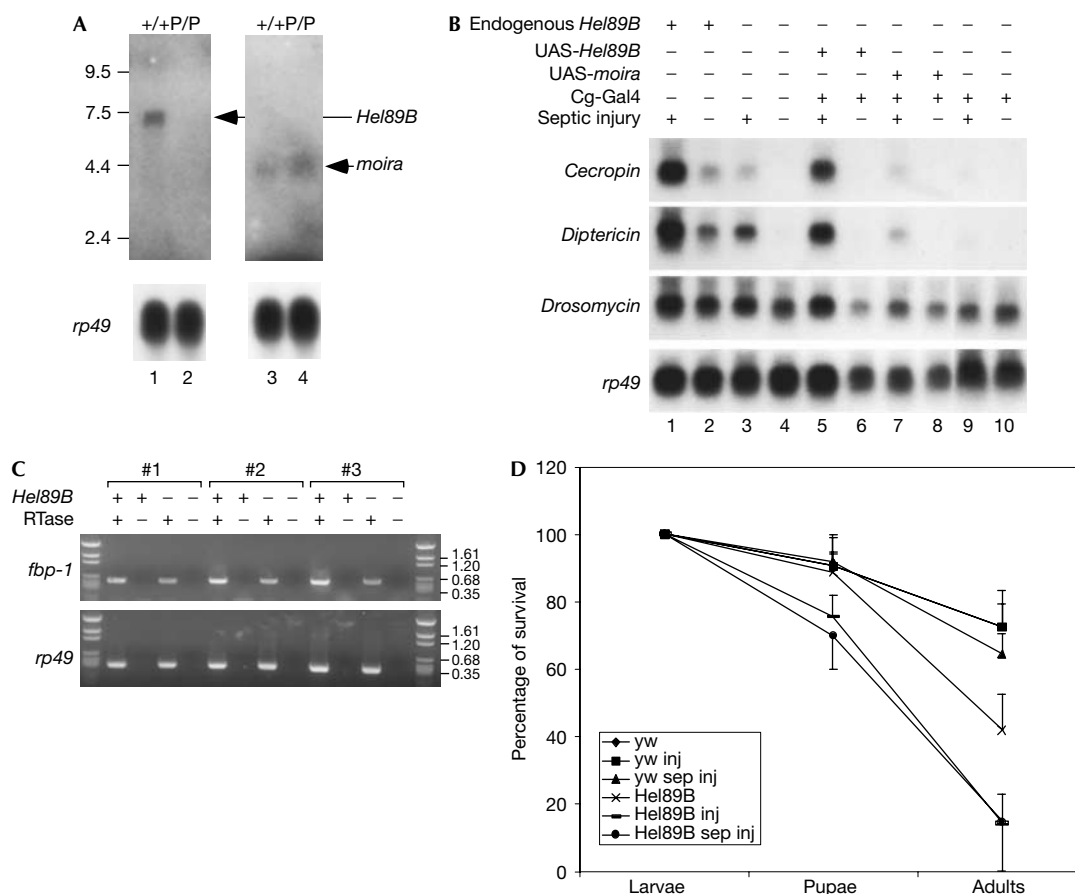 A
+/+P/P +/+P/P
9.5
7.5
4.4
2.4
Hel89B
moira
rp49
1 2 3 4
B
Endogenous Hel89B + + – – – – – – – –
UAS-Hel89B – – – – + + – – – –
UAS-moira – – – – – – + + – –
Cg-Gal4 – – – – + + + + + +
Septic injury + – + – + – + – + –
Cecropin
Diptericin
Drosomycin
rp49
1 2 3 4 5 6 7 8 9 10
C
#1 #2 #3
Hel89B + + – – + + – – + + – –
RTase + – + – + – + – + – + –
fbp-1
1.61
1.20
0.68
0.35
rp49
1.61
1.20
0.68
0.35
D
Percentage of survival
120
100
80
60
40
20
0
yw
yw inj
yw sep inj
Hel89B
Hel89B inj
Hel89B sep inj
Larvae Pupae Adults